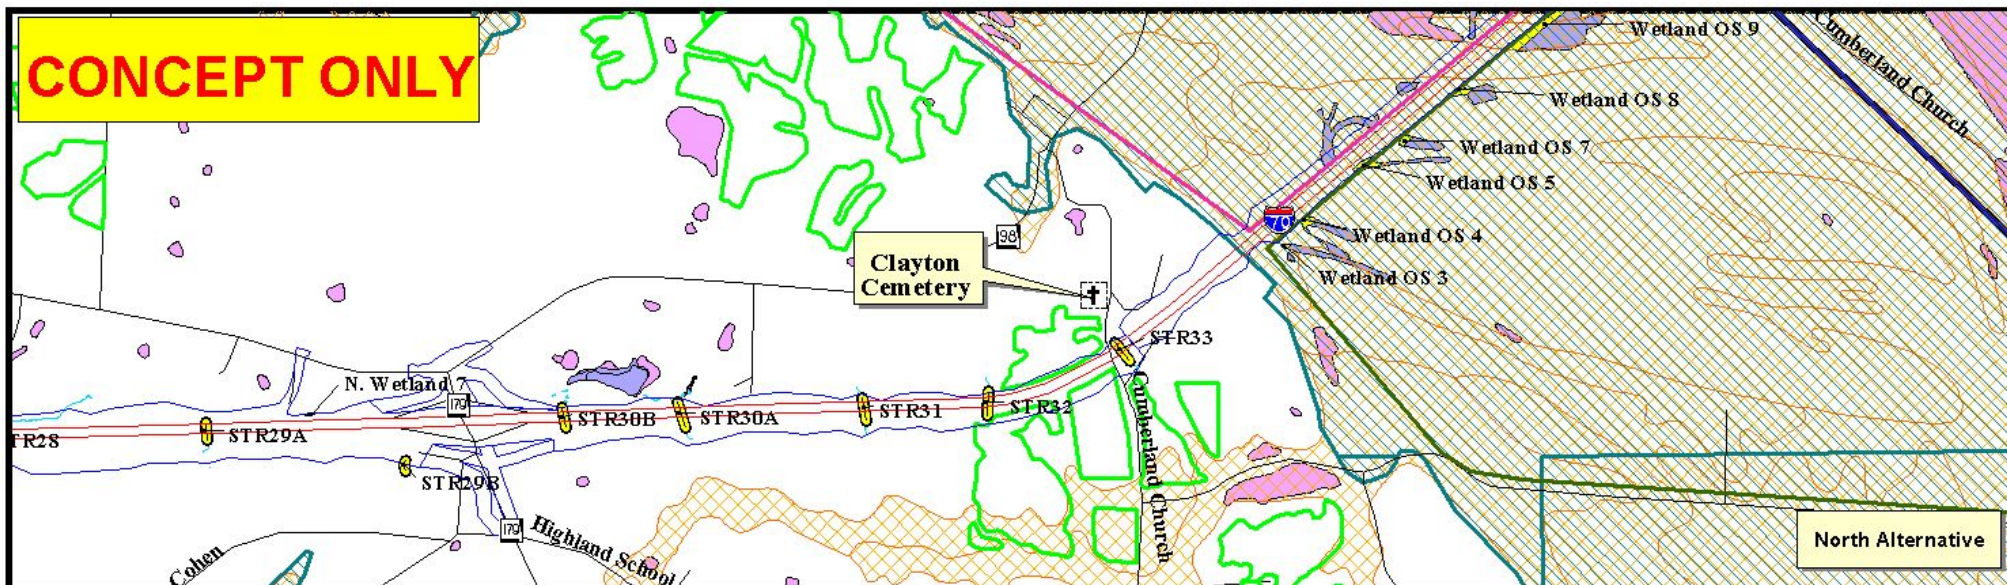 CONCEPT ONLY
Cumberland Church
Wetland OS 9
Wetland OS 8
Wetland OS 7
Wetland OS 5
70
Wetland OS 4
Wetland OS 3
98
Clayton
Cemetery
STR33
N. Wetland 7
179
STR30B
STR30A
STR31
STR32
TR28
STR29A
STR29B
Cumberland Church
179
Highland School
Cohen
North Alternative